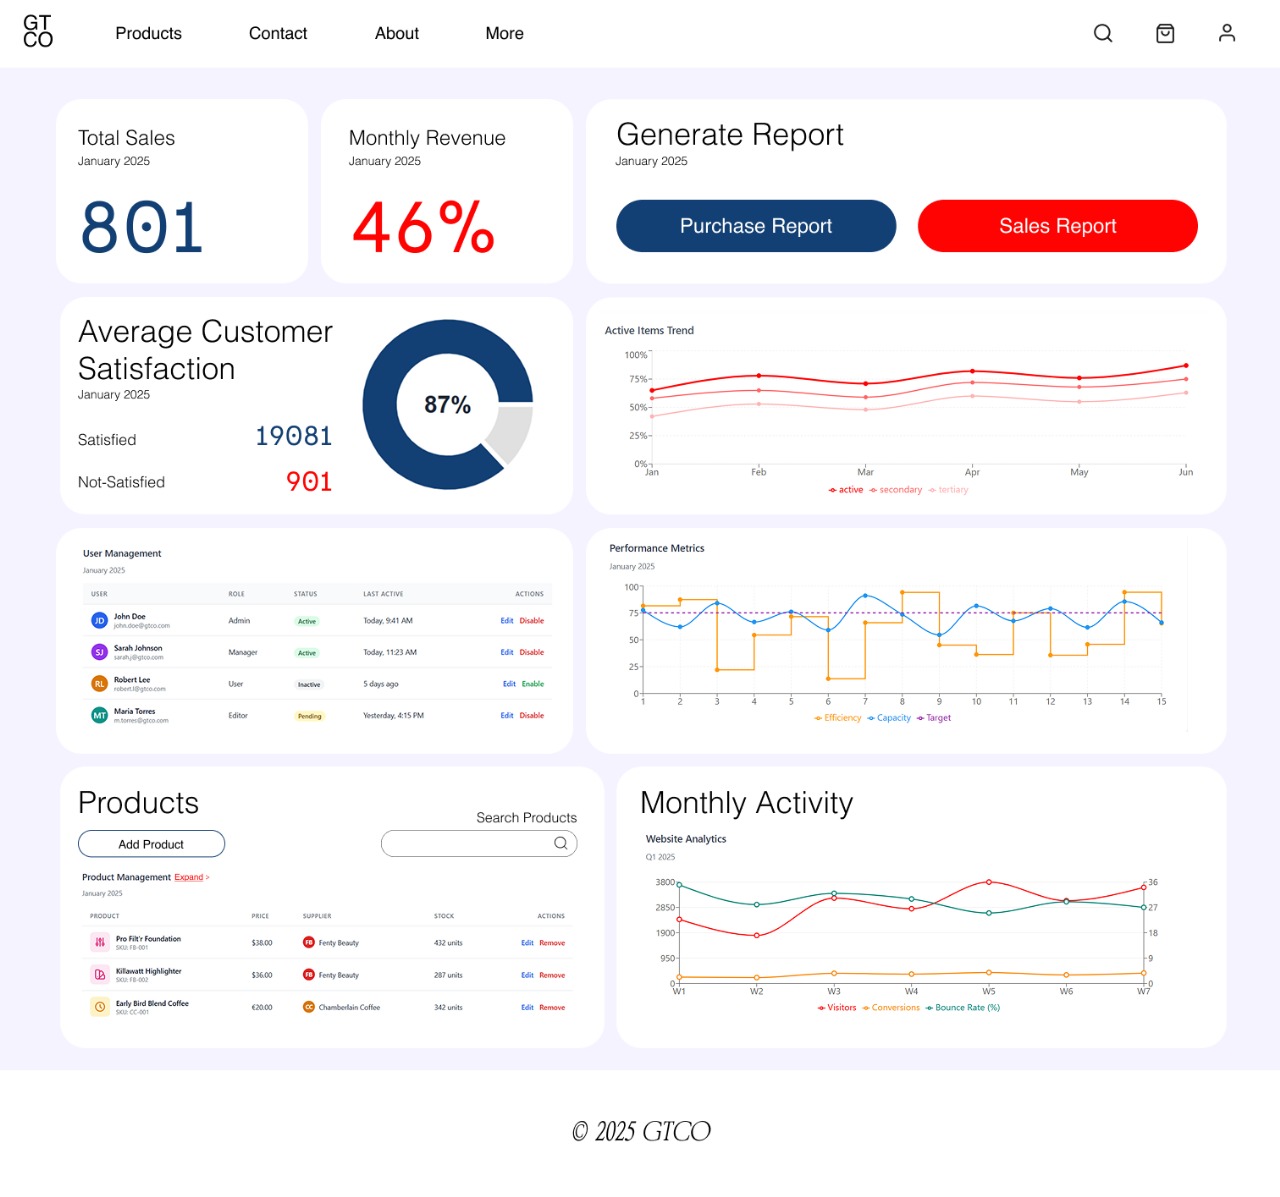 GT
CO
Products
Contact
About
More
Total Sales
January 2025
801
Monthly Revenue
January 2025
46%
Generate Report
January 2025
Purchase Report
Sales Report
Average Customer
Satisfaction
January 2025
Satisfied 19081
Not-Satisfied 901
87%
Active Items Trend
100%
75%
50%
25%
0%
Jan Feb Mar Apr May Jun
active secondary tertiary
User Management
January 2025
USER ROLE STATUS LAST ACTIVE ACTIONS
JD John Doe Admin Active Today, 9:41 AM Edit Disable
john.doe@gtco.com
SJ Sarah Johnson Manager Active Today, 11:23 AM Edit Disable
sarah.j@gtco.com
RL Robert Lee User Inactive 5 days ago Edit Enable
robert.l@gtco.com
MT Maria Torres Editor Pending Yesterday, 4:15 PM Edit Disable
m.torres@gtco.com
Performance Metrics
January 2025
100
75
50
25
0
1 2 3 4 5 6 7 8 9 10 11 12 13 14 15
Efficiency Capacity Target
Products
Add Product
Search Products
Product Management Expand >
January 2025
PRODUCT PRICE SUPPLIER STOCK ACTIONS
Pro Filt'r Foundation $38.00 FB Fenty Beauty 432 units Edit Remove
SKU: FB-001
Killawatt Highlighter $36.00 FB Fenty Beauty 287 units Edit Remove
SKU: FB-002
Early Bird Blend Coffee €20.00 CC Chamberlain Coffee 342 units Edit Remove
SKU: CC-001
Monthly Activity
Website Analytics
Q1 2025
3800 36
2850 27
1900 18
950 9
0 0
W1 W2 W3 W4 W5 W6 W7
Visitors Conversions Bounce Rate (%)
© 2025 GTCO